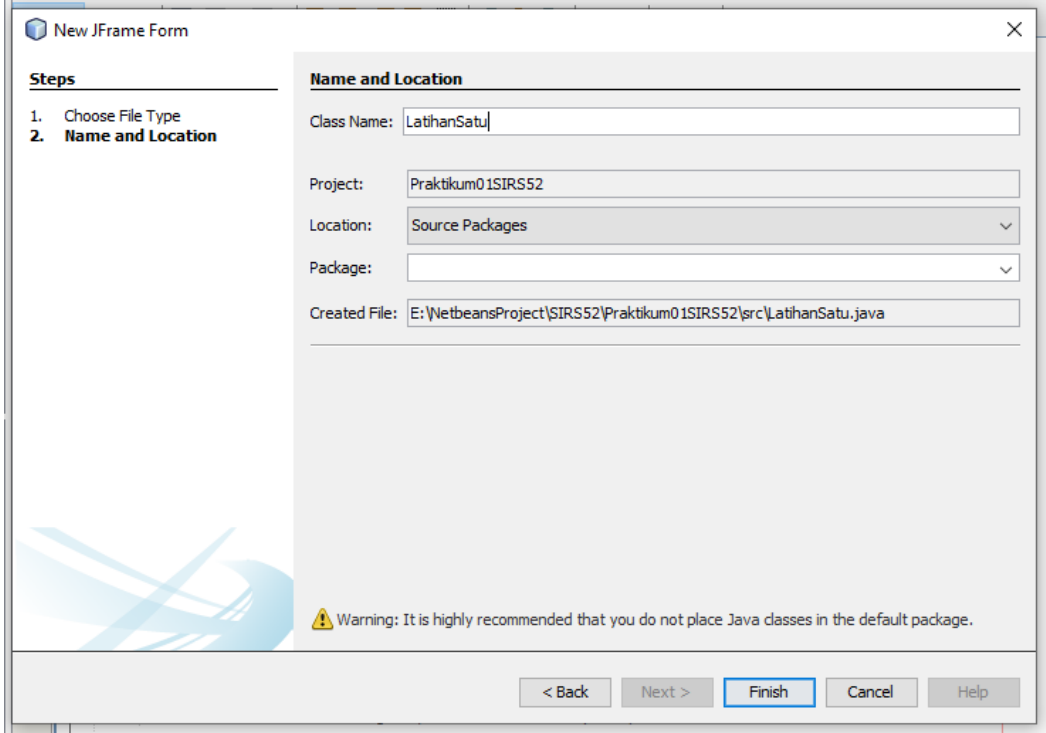 New JFrame Form
Steps
1. Choose File Type
2. Name and Location
Name and Location
Class Name: LatihanSatu
Project: Praktikum01SIRS52
Location: Source Packages
Package:
Created File: E:\NetbeansProject\SIRS52\Praktikum01SIRS52\src\LatihanSatu.java
Warning: It is highly recommended that you do not place Java classes in the default package.
< Back Next > Finish Cancel Help